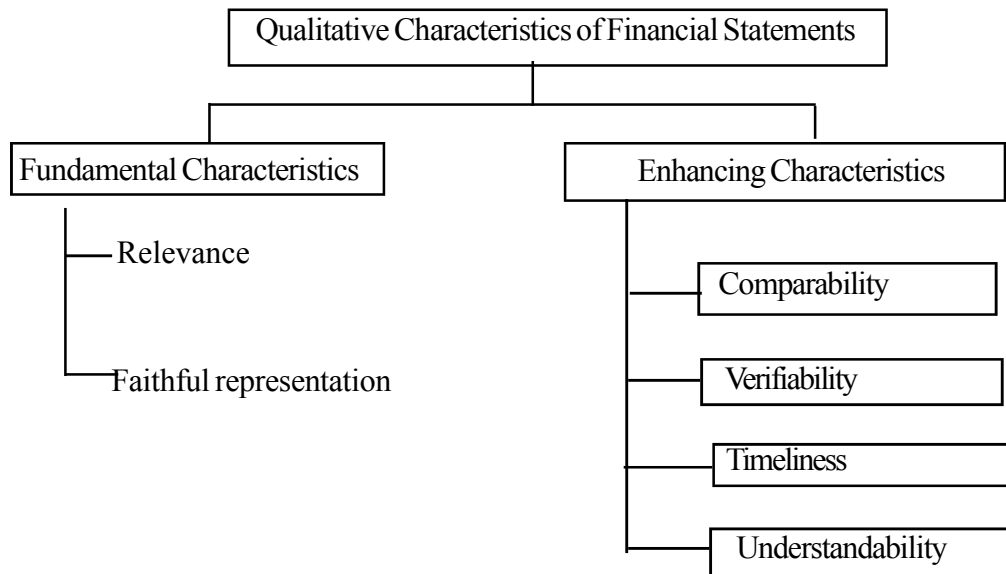 Qualitative Characteristics of Financial Statements
Fundamental Characteristics
Relevance
Faithful representation
Enhancing Characteristics
Comparability
Verifiability
Timeliness
Understandability